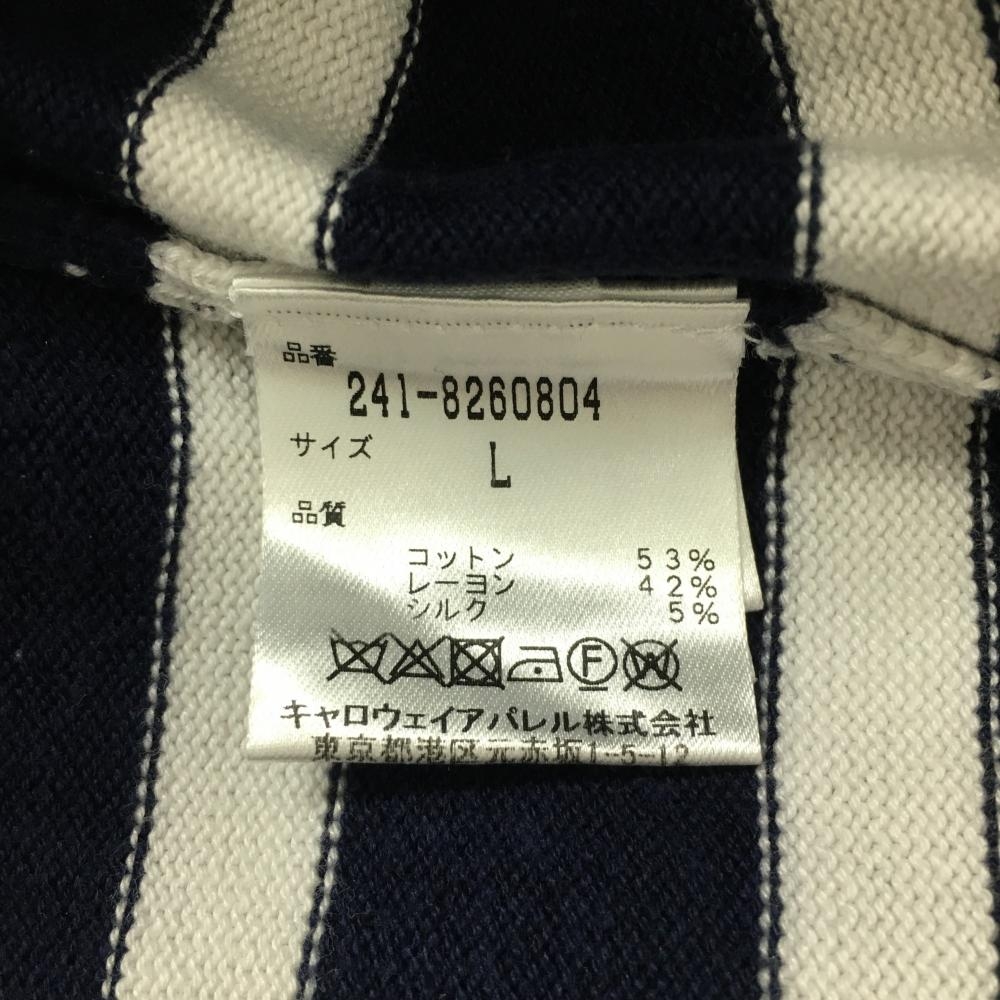 品番
241-8260804
サイズ
L
品質
コットン 53%
レーヨン 42%
シルク 5%
F W
キャロウェイアパレル株式会社
東京都港区元赤坂1-5-12